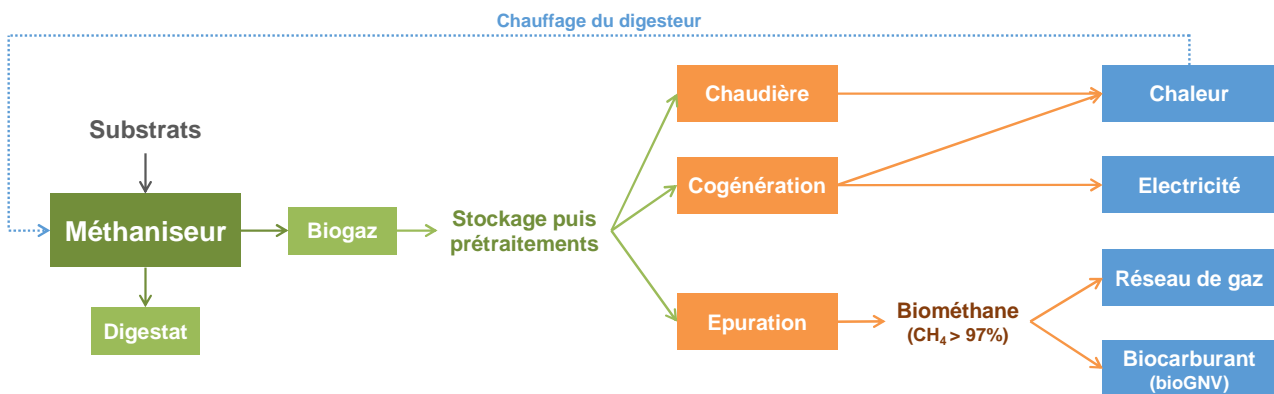 Chauffage du digesteur
Substrats
Méthaniseur
Digestat
Biogaz
Stockage puis
prétraitements
Chaudière
Cogénération
Epuration
Biométhane
(CH₄ > 97%)
Chaleur
Electricité
Réseau de gaz
Biocarburant
(bioGNV)